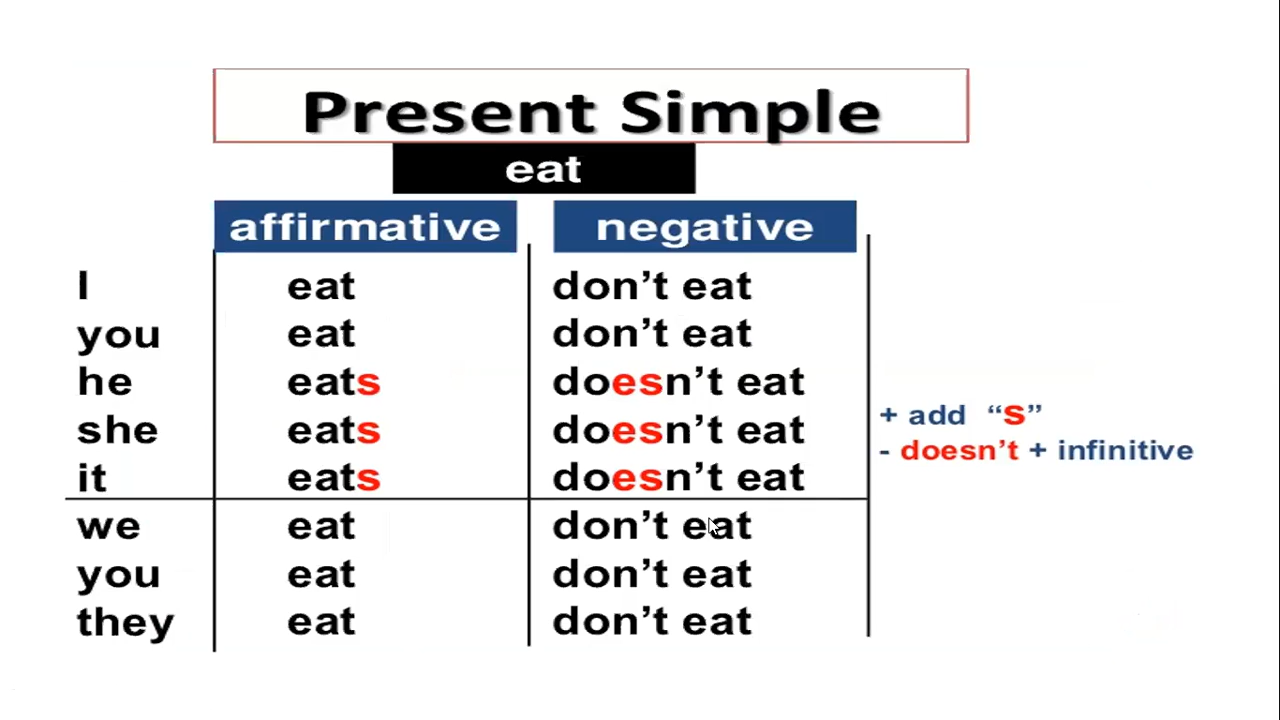 Present Simple
eat
affirmative negative
I eat don’t eat
you eat don’t eat
he eats doesn’t eat
she eats doesn’t eat
it eats doesn’t eat
+ add “S”
- doesn’t + infinitive
we eat don’t eat
you eat don’t eat
they eat don’t eat